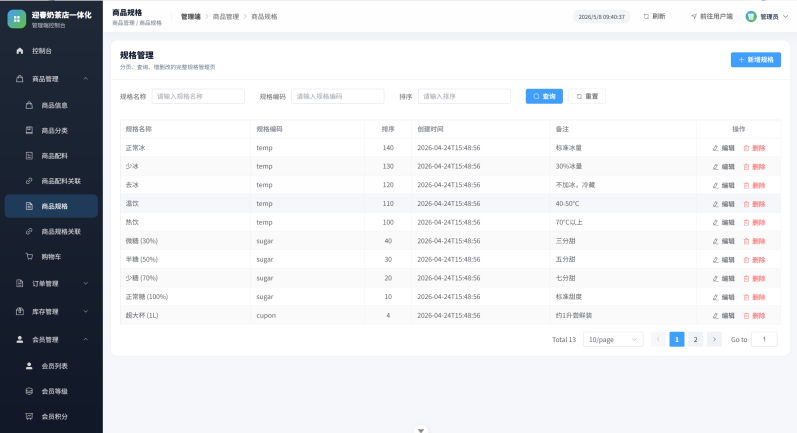 迎春奶茶店一体化
管理端控制台
控制台
商品管理
商品信息
商品分类
商品配料
商品配料关联
商品规格
商品规格关联
购物车
订单管理
库存管理
会员管理
会员列表
会员等级
会员积分
商品规格
商品管理 / 商品规格
管理端 > 商品管理 > 商品规格
2026/5/8 09:40:37
刷新
前往用户端
管理员
规格管理
分页、查询、增删改的完整规格管理页
+ 新增规格
规格名称 请输入规格名称 规格编码 请输入规格编码 排序 请输入排序 查询 重置
规格名称 规格编码 排序 创建时间 备注 操作
正常冰 temp 140 2026-04-24T15:48:56 标准冰量 编辑 删除
少冰 temp 130 2026-04-24T15:48:56 30%冰量 编辑 删除
去冰 temp 120 2026-04-24T15:48:56 不加冰，冷藏 编辑 删除
温饮 temp 110 2026-04-24T15:48:56 40-50°C 编辑 删除
热饮 temp 100 2026-04-24T15:48:56 70°C以上 编辑 删除
微糖 (30%) sugar 40 2026-04-24T15:48:56 三分甜 编辑 删除
半糖 (50%) sugar 30 2026-04-24T15:48:56 五分甜 编辑 删除
少糖 (70%) sugar 20 2026-04-24T15:48:56 七分甜 编辑 删除
正常糖 (100%) sugar 10 2026-04-24T15:48:56 标准甜度 编辑 删除
超大杯 (1L) cupon 4 2026-04-24T15:48:56 约1升尝鲜装 编辑 删除
Total 13 10/page 1 2 Go to 1